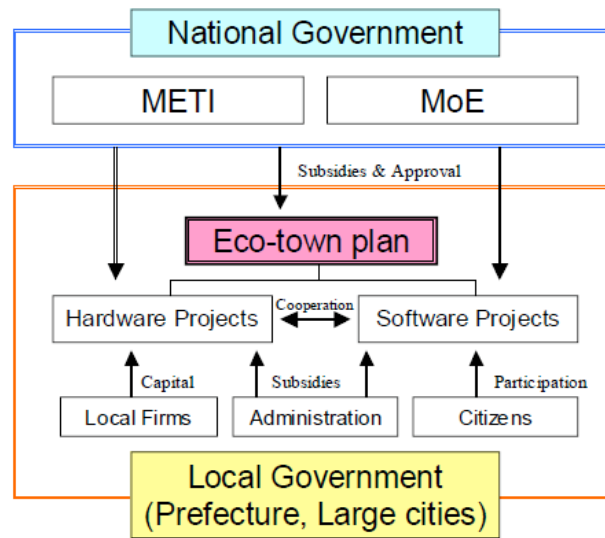 National Government
METI
MoE
Subsidies & Approval
Eco-town plan
Hardware Projects
Cooperation
Software Projects
Capital
Subsidies
Participation
Local Firms
Administration
Citizens
Local Government
(Prefecture, Large cities)